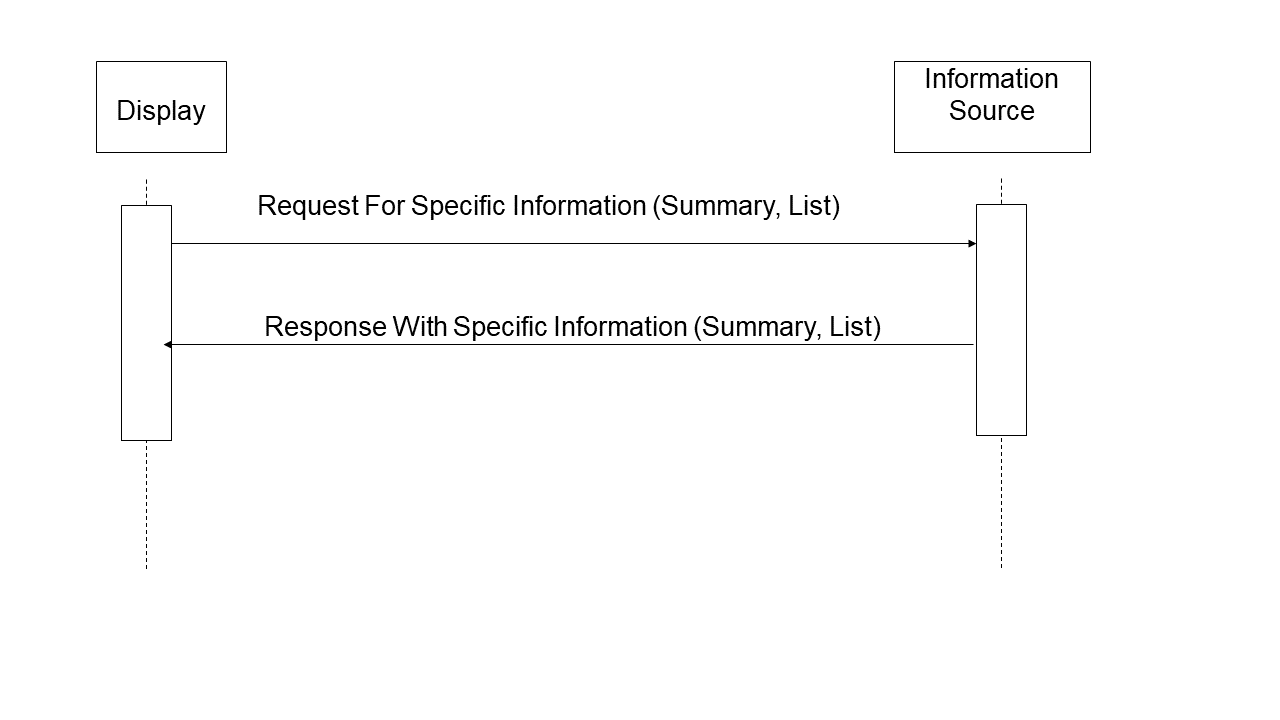 Display
Information
Source
Request For Specific Information (Summary, List)
Response With Specific Information (Summary, List)